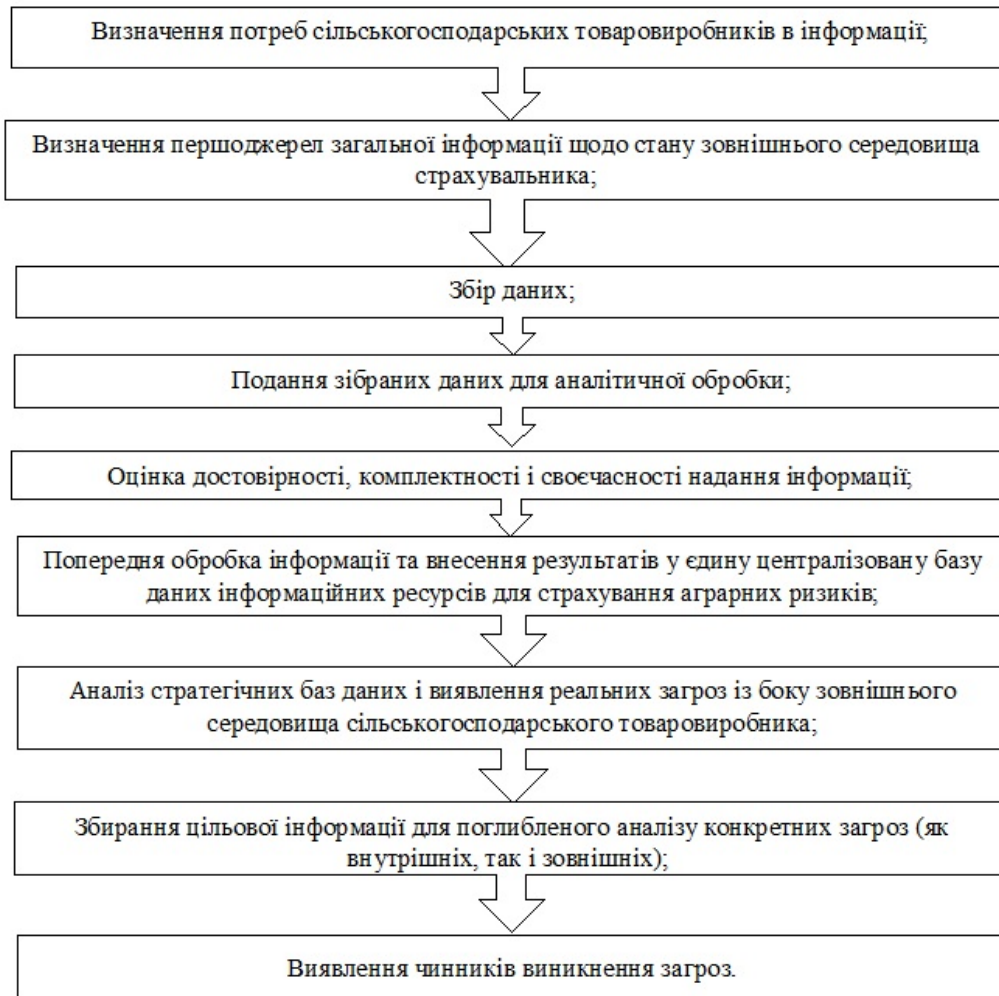 Визначення потреб сільськогосподарських товаровиробників в інформації;
Визначення першоджерел загальної інформації щодо стану зовнішнього середовища
страхувальника;
Збір даних;
Подання зібраних даних для аналітичної обробки;
Оцінка достовірності, комплектності і своєчасності надання інформації;
Попередня обробка інформації та внесення результатів у єдину централізовану базу
даних інформаційних ресурсів для страхування аграрних ризиків;
Аналіз стратегічних баз даних і виявлення реальних загроз із боку зовнішнього
середовища сільськогосподарського товаровиробника;
Збирання цільової інформації для поглибленого аналізу конкретних загроз (як
внутрішніх, так і зовнішніх);
Виявлення чинників виникнення загроз.